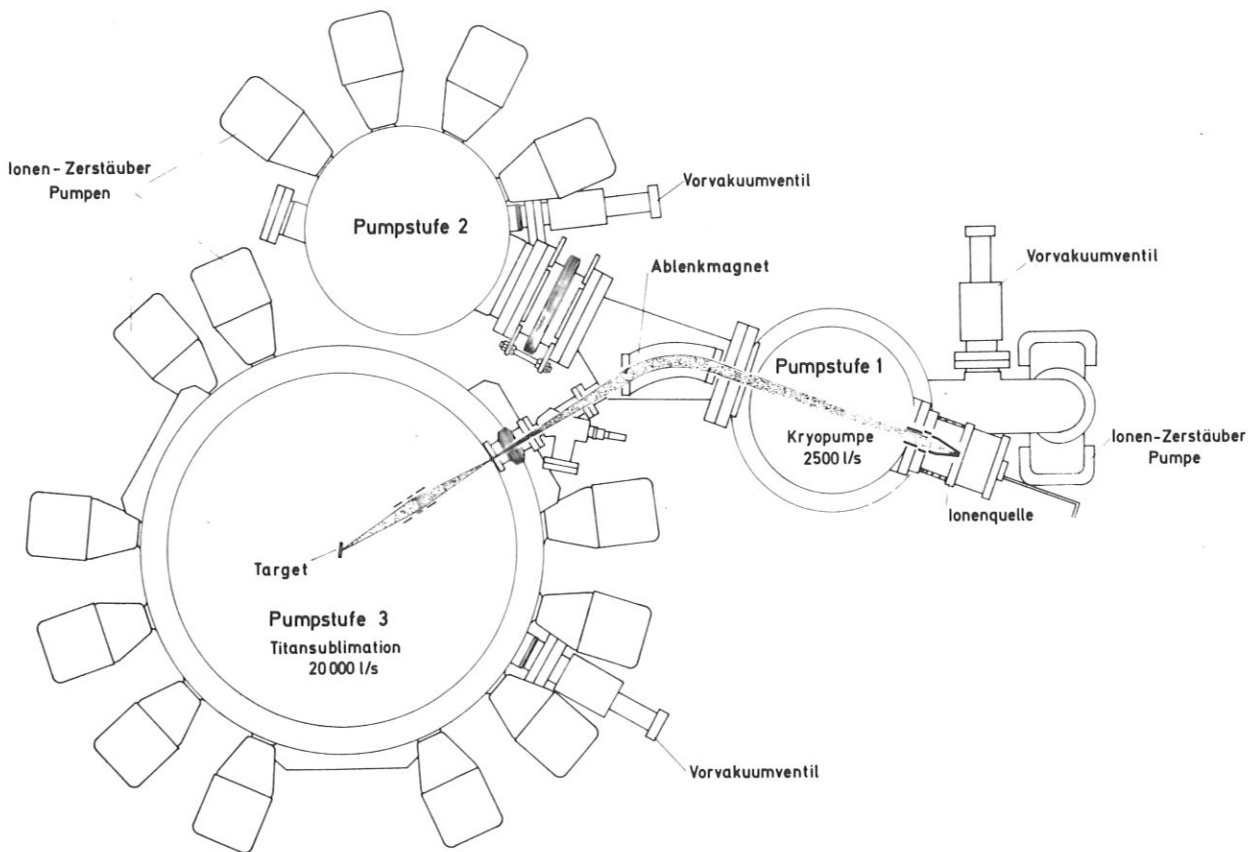 Ionen-Zerstäuber
Pumpen
Pumpstufe 2
Vorvakuumventil
Ablenkmagnet
Vorvakuumventil
Pumpstufe 1
Kryopumpe
2500 l/s
Ionen-Zerstäuber
Pumpe
Ionenquelle
Target
Pumpstufe 3
Titansublimation
20000 l/s
Vorvakuumventil